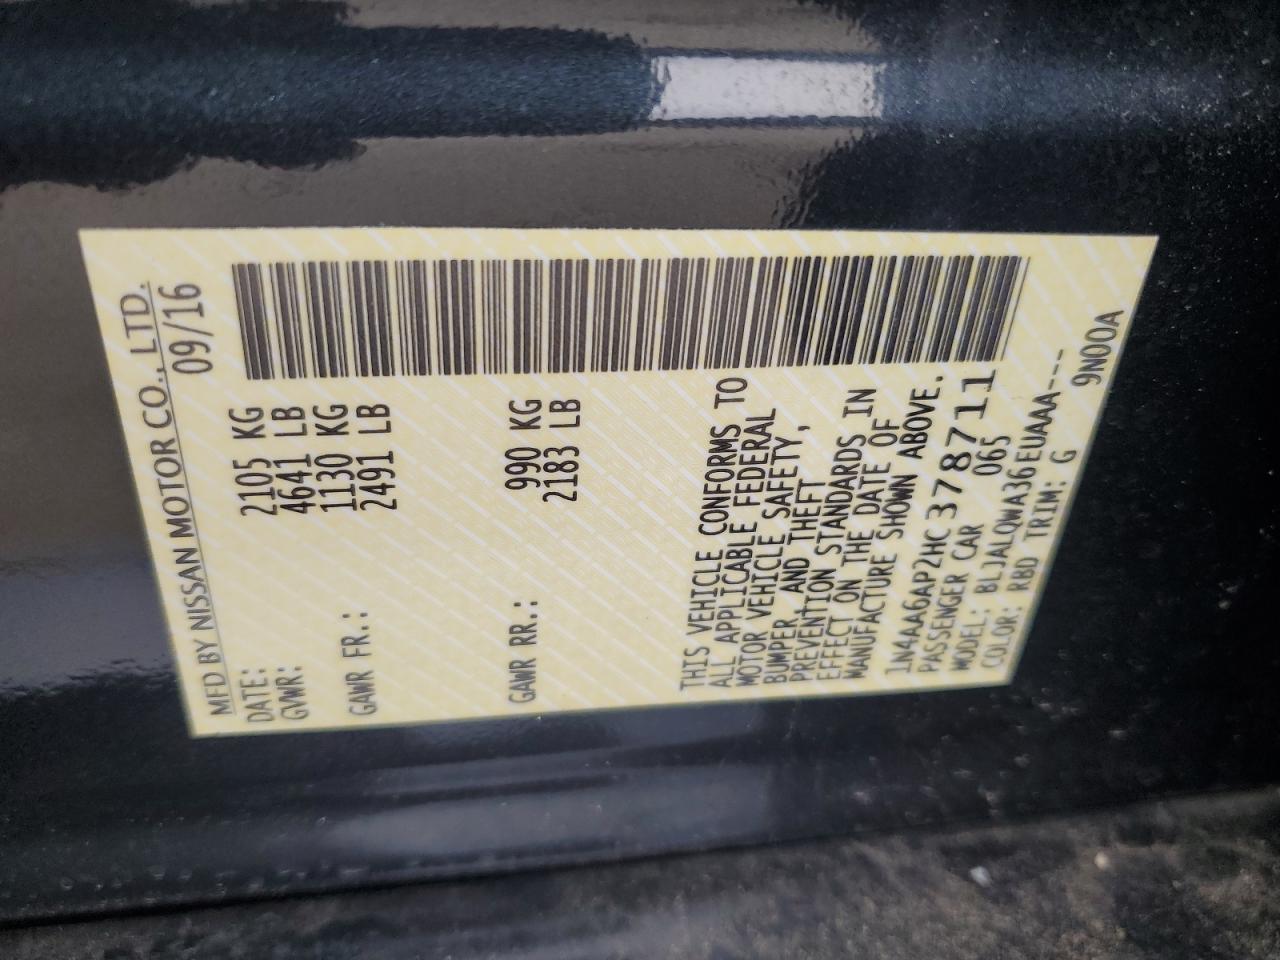 MFD BY NISSAN MOTOR CO., LTD.
DATE: 09/16
GVWR: 2105 KG
4641 LB
GAWR FR.: 1130 KG
2491 LB
GAWR RR.: 990 KG
2183 LB
THIS VEHICLE CONFORMS TO
ALL APPLICABLE FEDERAL
MOTOR VEHICLE SAFETY,
BUMPER, AND THEFT
PREVENTION STANDARDS IN
EFFECT ON THE DATE OF
MANUFACTURE SHOWN ABOVE.
1N4AA6AP2HC378711
PASSENGER CAR 065
MODEL: BLJALQWA36EUAAA---
COLOR: RBD TRIM: G
9N00A